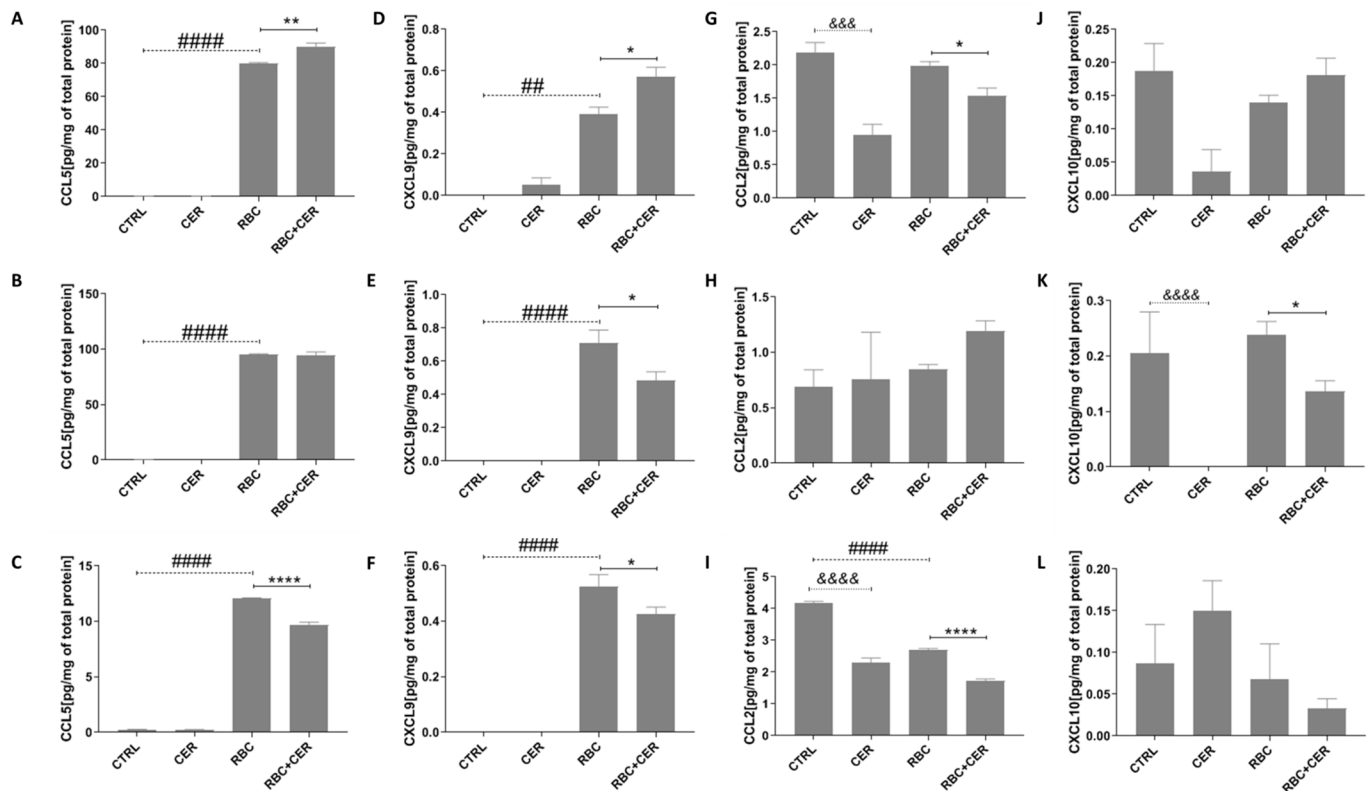 A
CCL5[pg/mg of total protein]
100
80
60
40
20
0
####
**
CTRL
CER
RBC
RBC+CER
D
CXCL9[pg/mg of total protein]
0.8
0.6
0.4
0.2
0.0
##
*
CTRL
CER
RBC
RBC+CER
G
CCL2[pg/mg of total protein]
2.5
2.0
1.5
1.0
0.5
0.0
&&&
*
CTRL
CER
RBC
RBC+CER
J
CXCL10[pg/mg of total protein]
0.25
0.20
0.15
0.10
0.05
0.00
CTRL
CER
RBC
RBC+CER
B
CCL5[pg/mg of total protein]
150
100
50
0
####
CTRL
CER
RBC
RBC+CER
E
CXCL9[pg/mg of total protein]
1.0
0.8
0.6
0.4
0.2
0.0
####
*
CTRL
CER
RBC
RBC+CER
H
CCL2[pg/mg of total protein]
1.5
1.0
0.5
0.0
CTRL
CER
RBC
RBC+CER
K
CXCL10[pg/mg of total protein]
0.3
0.2
0.1
0.0
&&&&
*
CTRL
CER
RBC
RBC+CER
C
CCL5[pg/mg of total protein]
15
10
5
0
####
****
CTRL
CER
RBC
RBC+CER
F
CXCL9[pg/mg of total protein]
0.6
0.4
0.2
0.0
####
*
CTRL
CER
RBC
RBC+CER
I
CCL2[pg/mg of total protein]
5
4
3
2
1
0
####
&&&&
****
CTRL
CER
RBC
RBC+CER
L
CXCL10[pg/mg of total protein]
0.20
0.15
0.10
0.05
0.00
CTRL
CER
RBC
RBC+CER